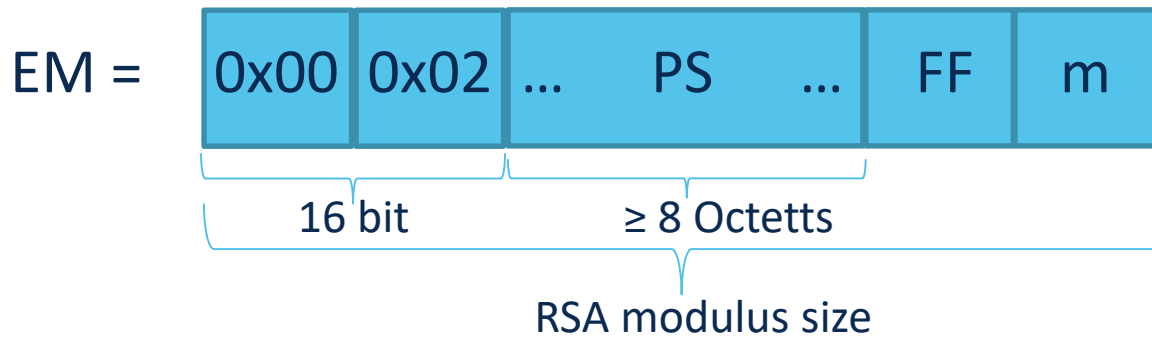 EM = 0x00 0x02 ... PS ... FF m
16 bit ≥ 8 Octetts
RSA modulus size